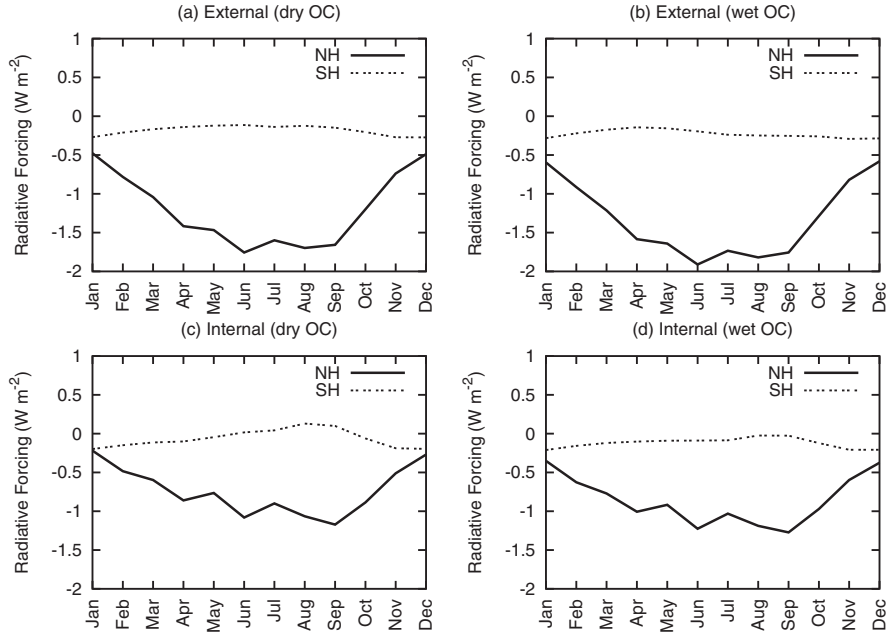 (a) External (dry OC)
Radiative Forcing (W m-2)
1
0.5
0
-0.5
-1
-1.5
-2
NH
SH
Jan
Feb
Mar
Apr
May
Jun
Jul
Aug
Sep
Oct
Nov
Dec
(b) External (wet OC)
Radiative Forcing (W m-2)
1
0.5
0
-0.5
-1
-1.5
-2
NH
SH
Jan
Feb
Mar
Apr
May
Jun
Jul
Aug
Sep
Oct
Nov
Dec
(c) Internal (dry OC)
Radiative Forcing (W m-2)
1
0.5
0
-0.5
-1
-1.5
-2
NH
SH
Jan
Feb
Mar
Apr
May
Jun
Jul
Aug
Sep
Oct
Nov
Dec
(d) Internal (wet OC)
Radiative Forcing (W m-2)
1
0.5
0
-0.5
-1
-1.5
-2
NH
SH
Jan
Feb
Mar
Apr
May
Jun
Jul
Aug
Sep
Oct
Nov
Dec